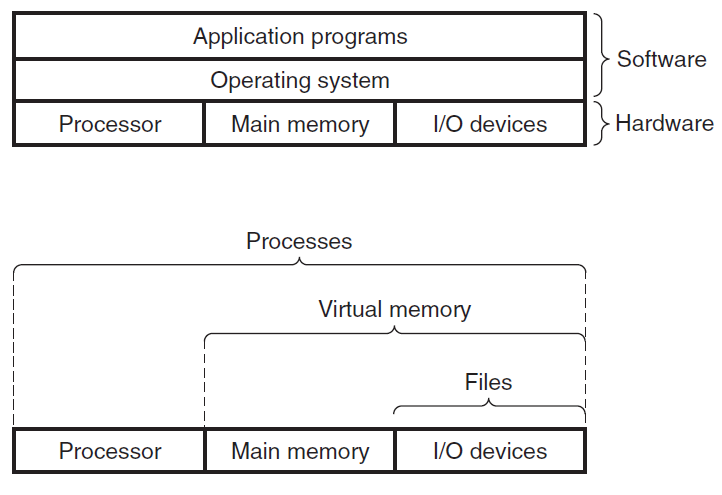 Application programs
Software
Operating system
Processor Main memory I/O devices Hardware
Processes
Virtual memory
Files
Processor Main memory I/O devices